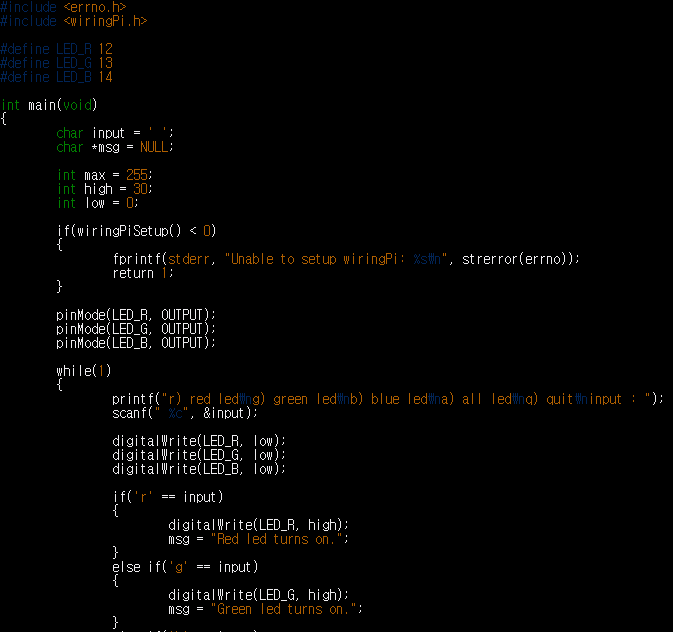 #include <errno.h>
#include <wiringPi.h>
#define LED_R 12
#define LED_G 13
#define LED_B 14
int main(void)
{
char input = ' ';
char *msg = NULL;
int max = 255;
int high = 30;
int low = 0;
if(wiringPiSetup() < 0)
{
fprintf(stderr, "Unable to setup wiringPi: %s₩n", strerror(errno));
return 1;
}
pinMode(LED_R, OUTPUT);
pinMode(LED_G, OUTPUT);
pinMode(LED_B, OUTPUT);
while(1)
{
printf("r) red led₩ng) green led₩nb) blue led₩na) all led₩nq) quit₩ninput : ");
scanf(" %c", &input);
digitalWrite(LED_R, low);
digitalWrite(LED_G, low);
digitalWrite(LED_B, low);
if('r' == input)
{
digitalWrite(LED_R, high);
msg = "Red led turns on.";
}
else if('g' == input)
{
digitalWrite(LED_G, high);
msg = "Green led turns on.";
}